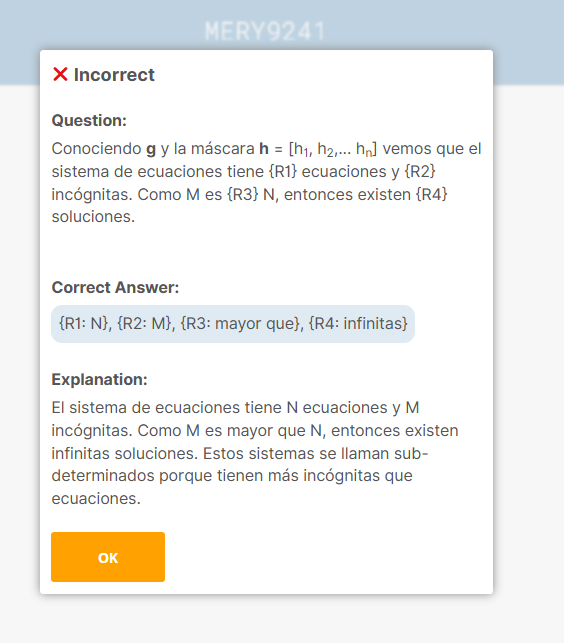 MERY9241
Incorrect
Question:
Conociendo g y la máscara h = [h1, h2,... hn] vemos que el
sistema de ecuaciones tiene {R1} ecuaciones y {R2}
incógnitas. Como M es {R3} N, entonces existen {R4}
soluciones.
Correct Answer:
{R1: N}, {R2: M}, {R3: mayor que}, {R4: infinitas}
Explanation:
El sistema de ecuaciones tiene N ecuaciones y M
incógnitas. Como M es mayor que N, entonces existen
infinitas soluciones. Estos sistemas se llaman sub-
determinados porque tienen más incógnitas que
ecuaciones.
OK